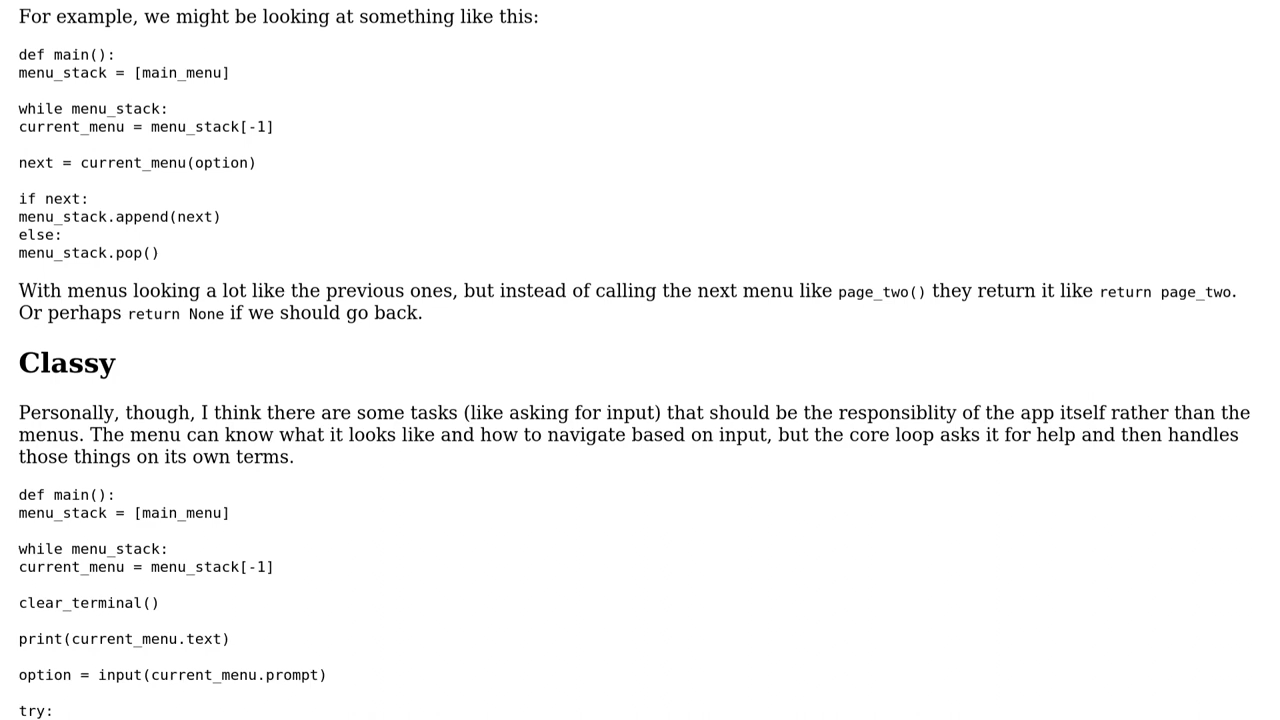 For example, we might be looking at something like this:
def main():
menu_stack = [main_menu]
while menu_stack:
current_menu = menu_stack[-1]
next = current_menu(option)
if next:
menu_stack.append(next)
else:
menu_stack.pop()
With menus looking a lot like the previous ones, but instead of calling the next menu like page_two() they return it like return page_two.
Or perhaps return None if we should go back.
Classy
Personally, though, I think there are some tasks (like asking for input) that should be the responsiblity of the app itself rather than the
menus. The menu can know what it looks like and how to navigate based on input, but the core loop asks it for help and then handles
those things on its own terms.
def main():
menu_stack = [main_menu]
while menu_stack:
current_menu = menu_stack[-1]
clear_terminal()
print(current_menu.text)
option = input(current_menu.prompt)
try: